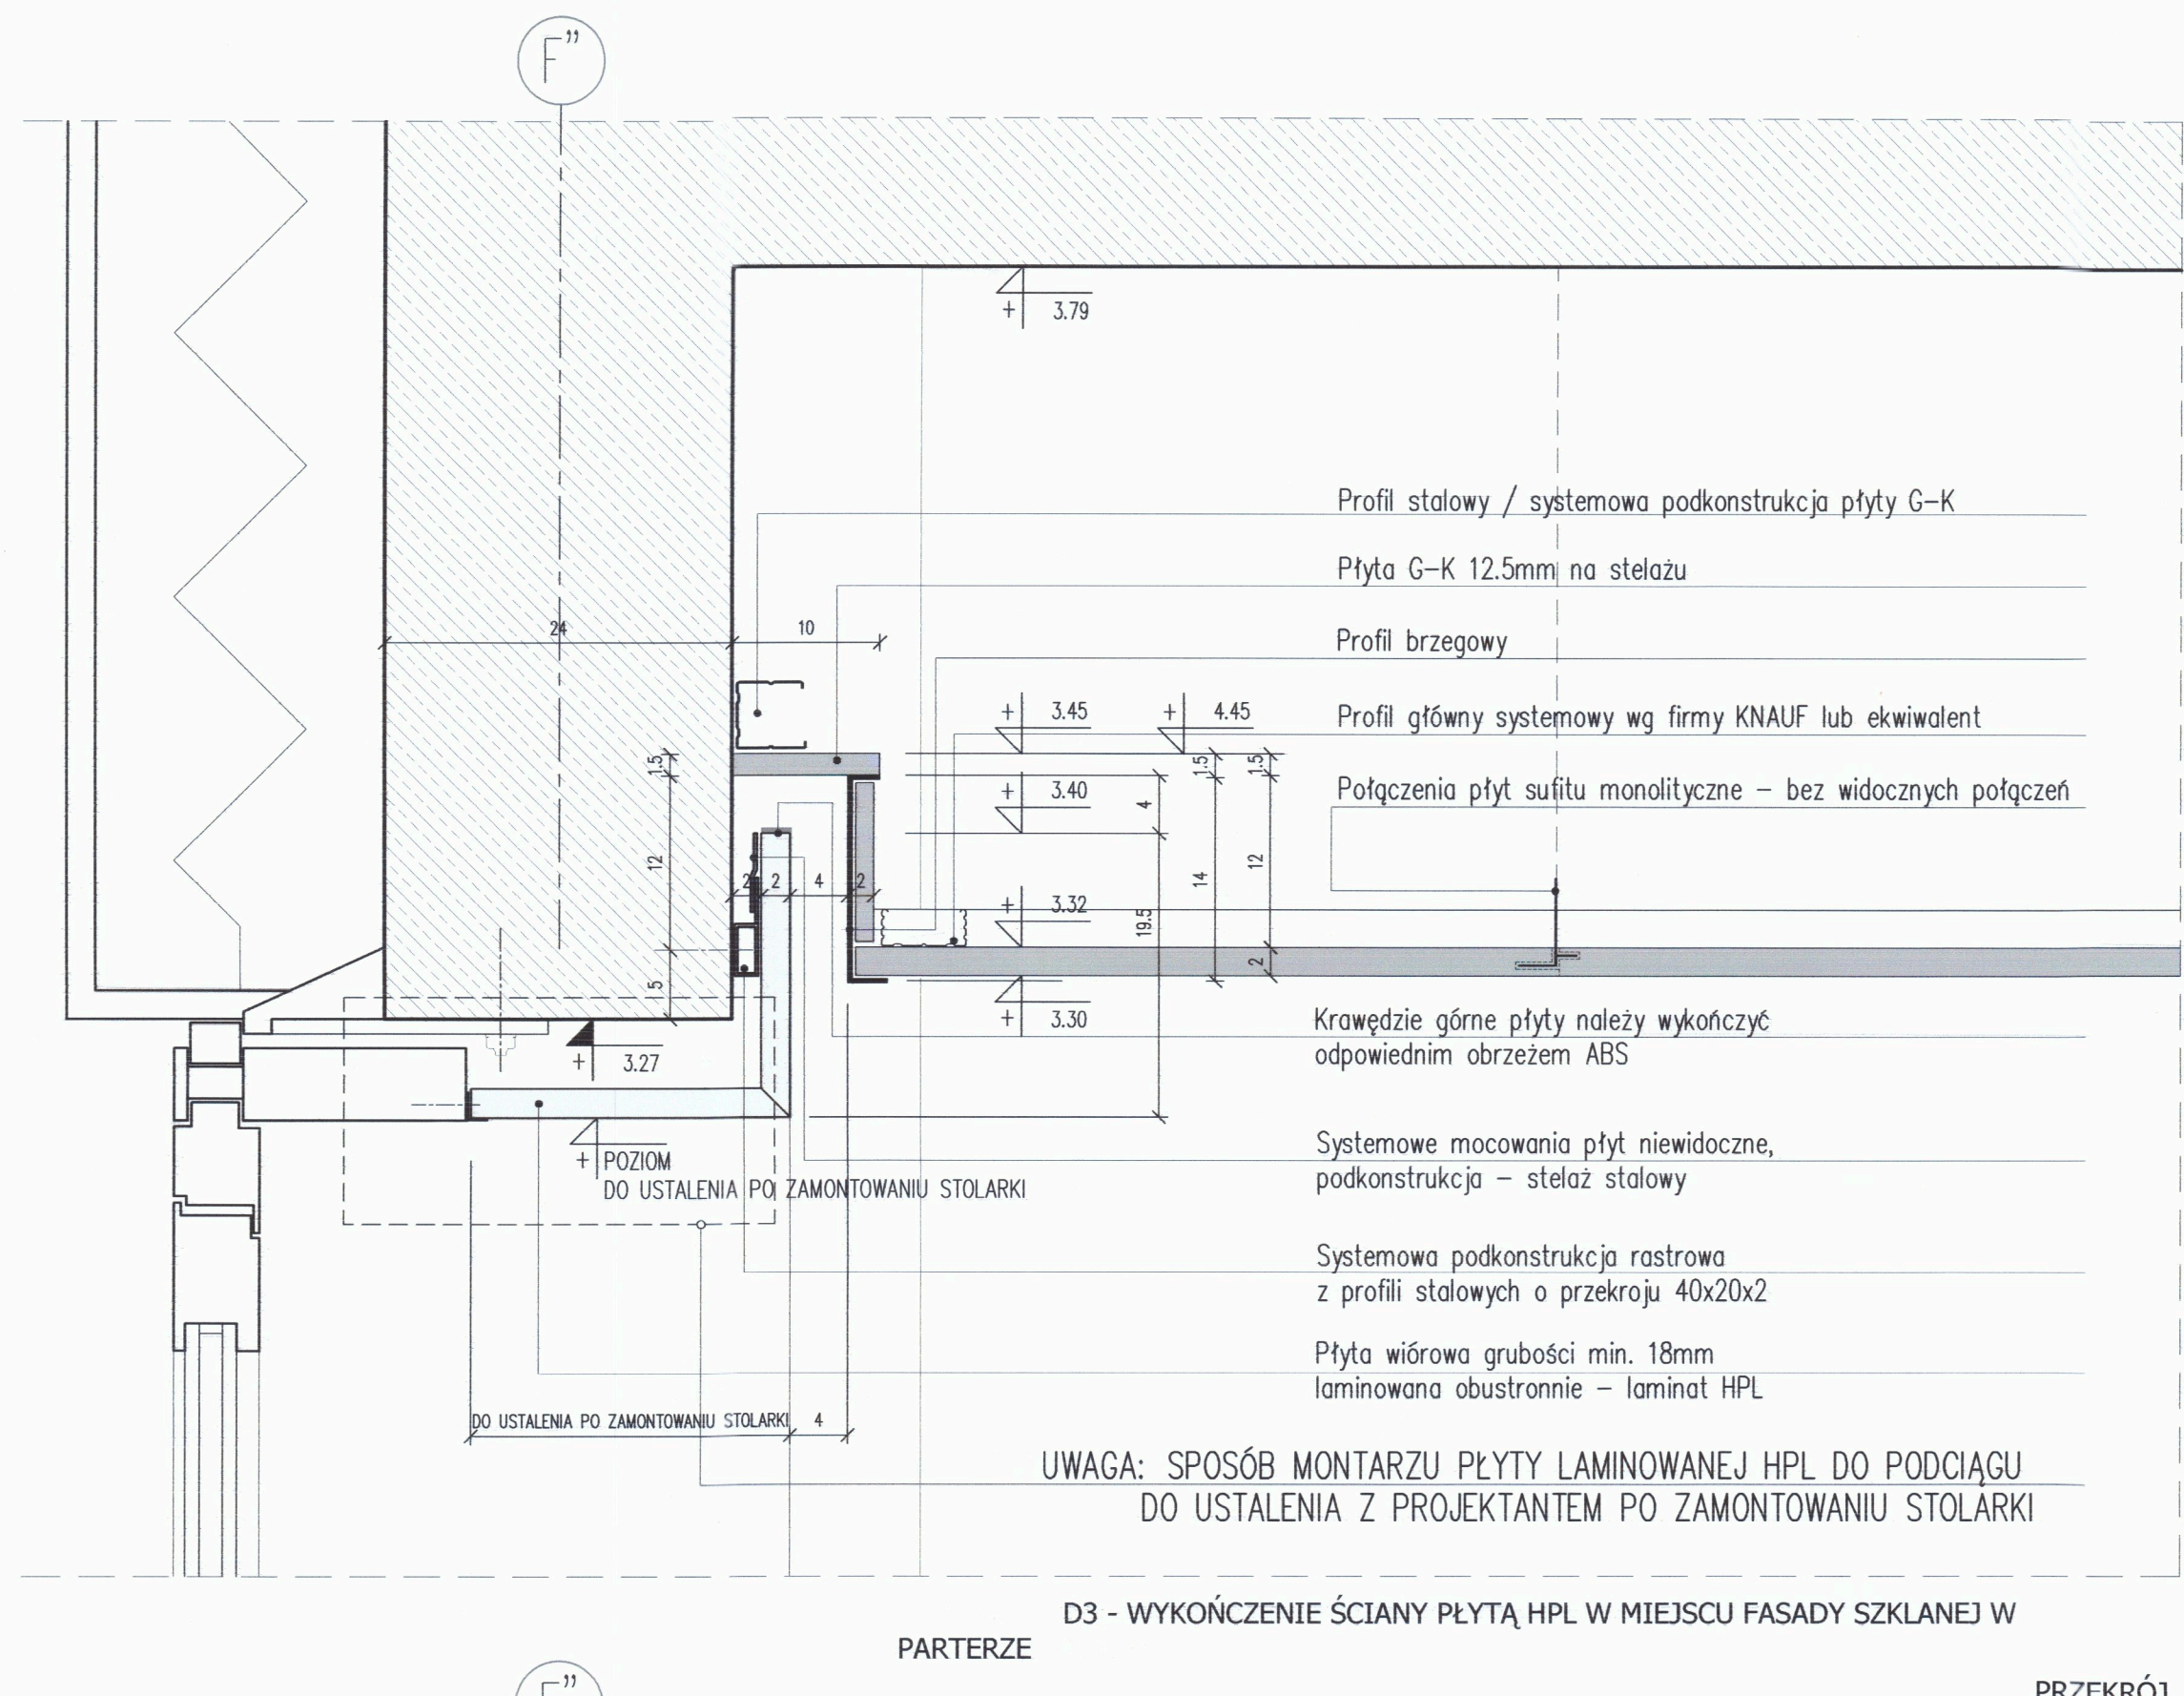 F”
+ 3.79
Profil stalowy / systemowa podkonstrukcja płyty G-K
Płyta G-K 12.5mm na stelażu
24
10
Profil brzegowy
+ 3.45
+ 4.45
Profil główny systemowy wg firmy KNAUF lub ekwiwalent
1.5
1.5
1.5
+ 3.40
4
Połączenia płyt sufitu monolityczne – bez widocznych połączeń
12
14
12
2
2
4
2
+ 3.32
19.5
2
5
+ 3.30
Krawędzie górne płyty należy wykończyć
odpowiednim obrzeżem ABS
+ 3.27
Systemowe mocowania płyt niewidoczne,
podkonstrukcja – stelaż stalowy
+ POZIOM
DO USTALENIA PO ZAMONTOWANIU STOLARKI
Systemowa podkonstrukcja rastrowa
z profili stalowych o przekroju 40x20x2
Płyta wiórowa grubości min. 18mm
laminowana obustronnie – laminat HPL
DO USTALENIA PO ZAMONTOWANIU STOLARKI
4
UWAGA: SPOSÓB MONTARZU PŁYTY LAMINOWANEJ HPL DO PODCIĄGU
DO USTALENIA Z PROJEKTANTEM PO ZAMONTOWANIU STOLARKI
D3 - WYKOŃCZENIE ŚCIANY PŁYTĄ HPL W MIEJSCU FASADY SZKLANEJ W
PARTERZE
F”
PRZEKRÓJ